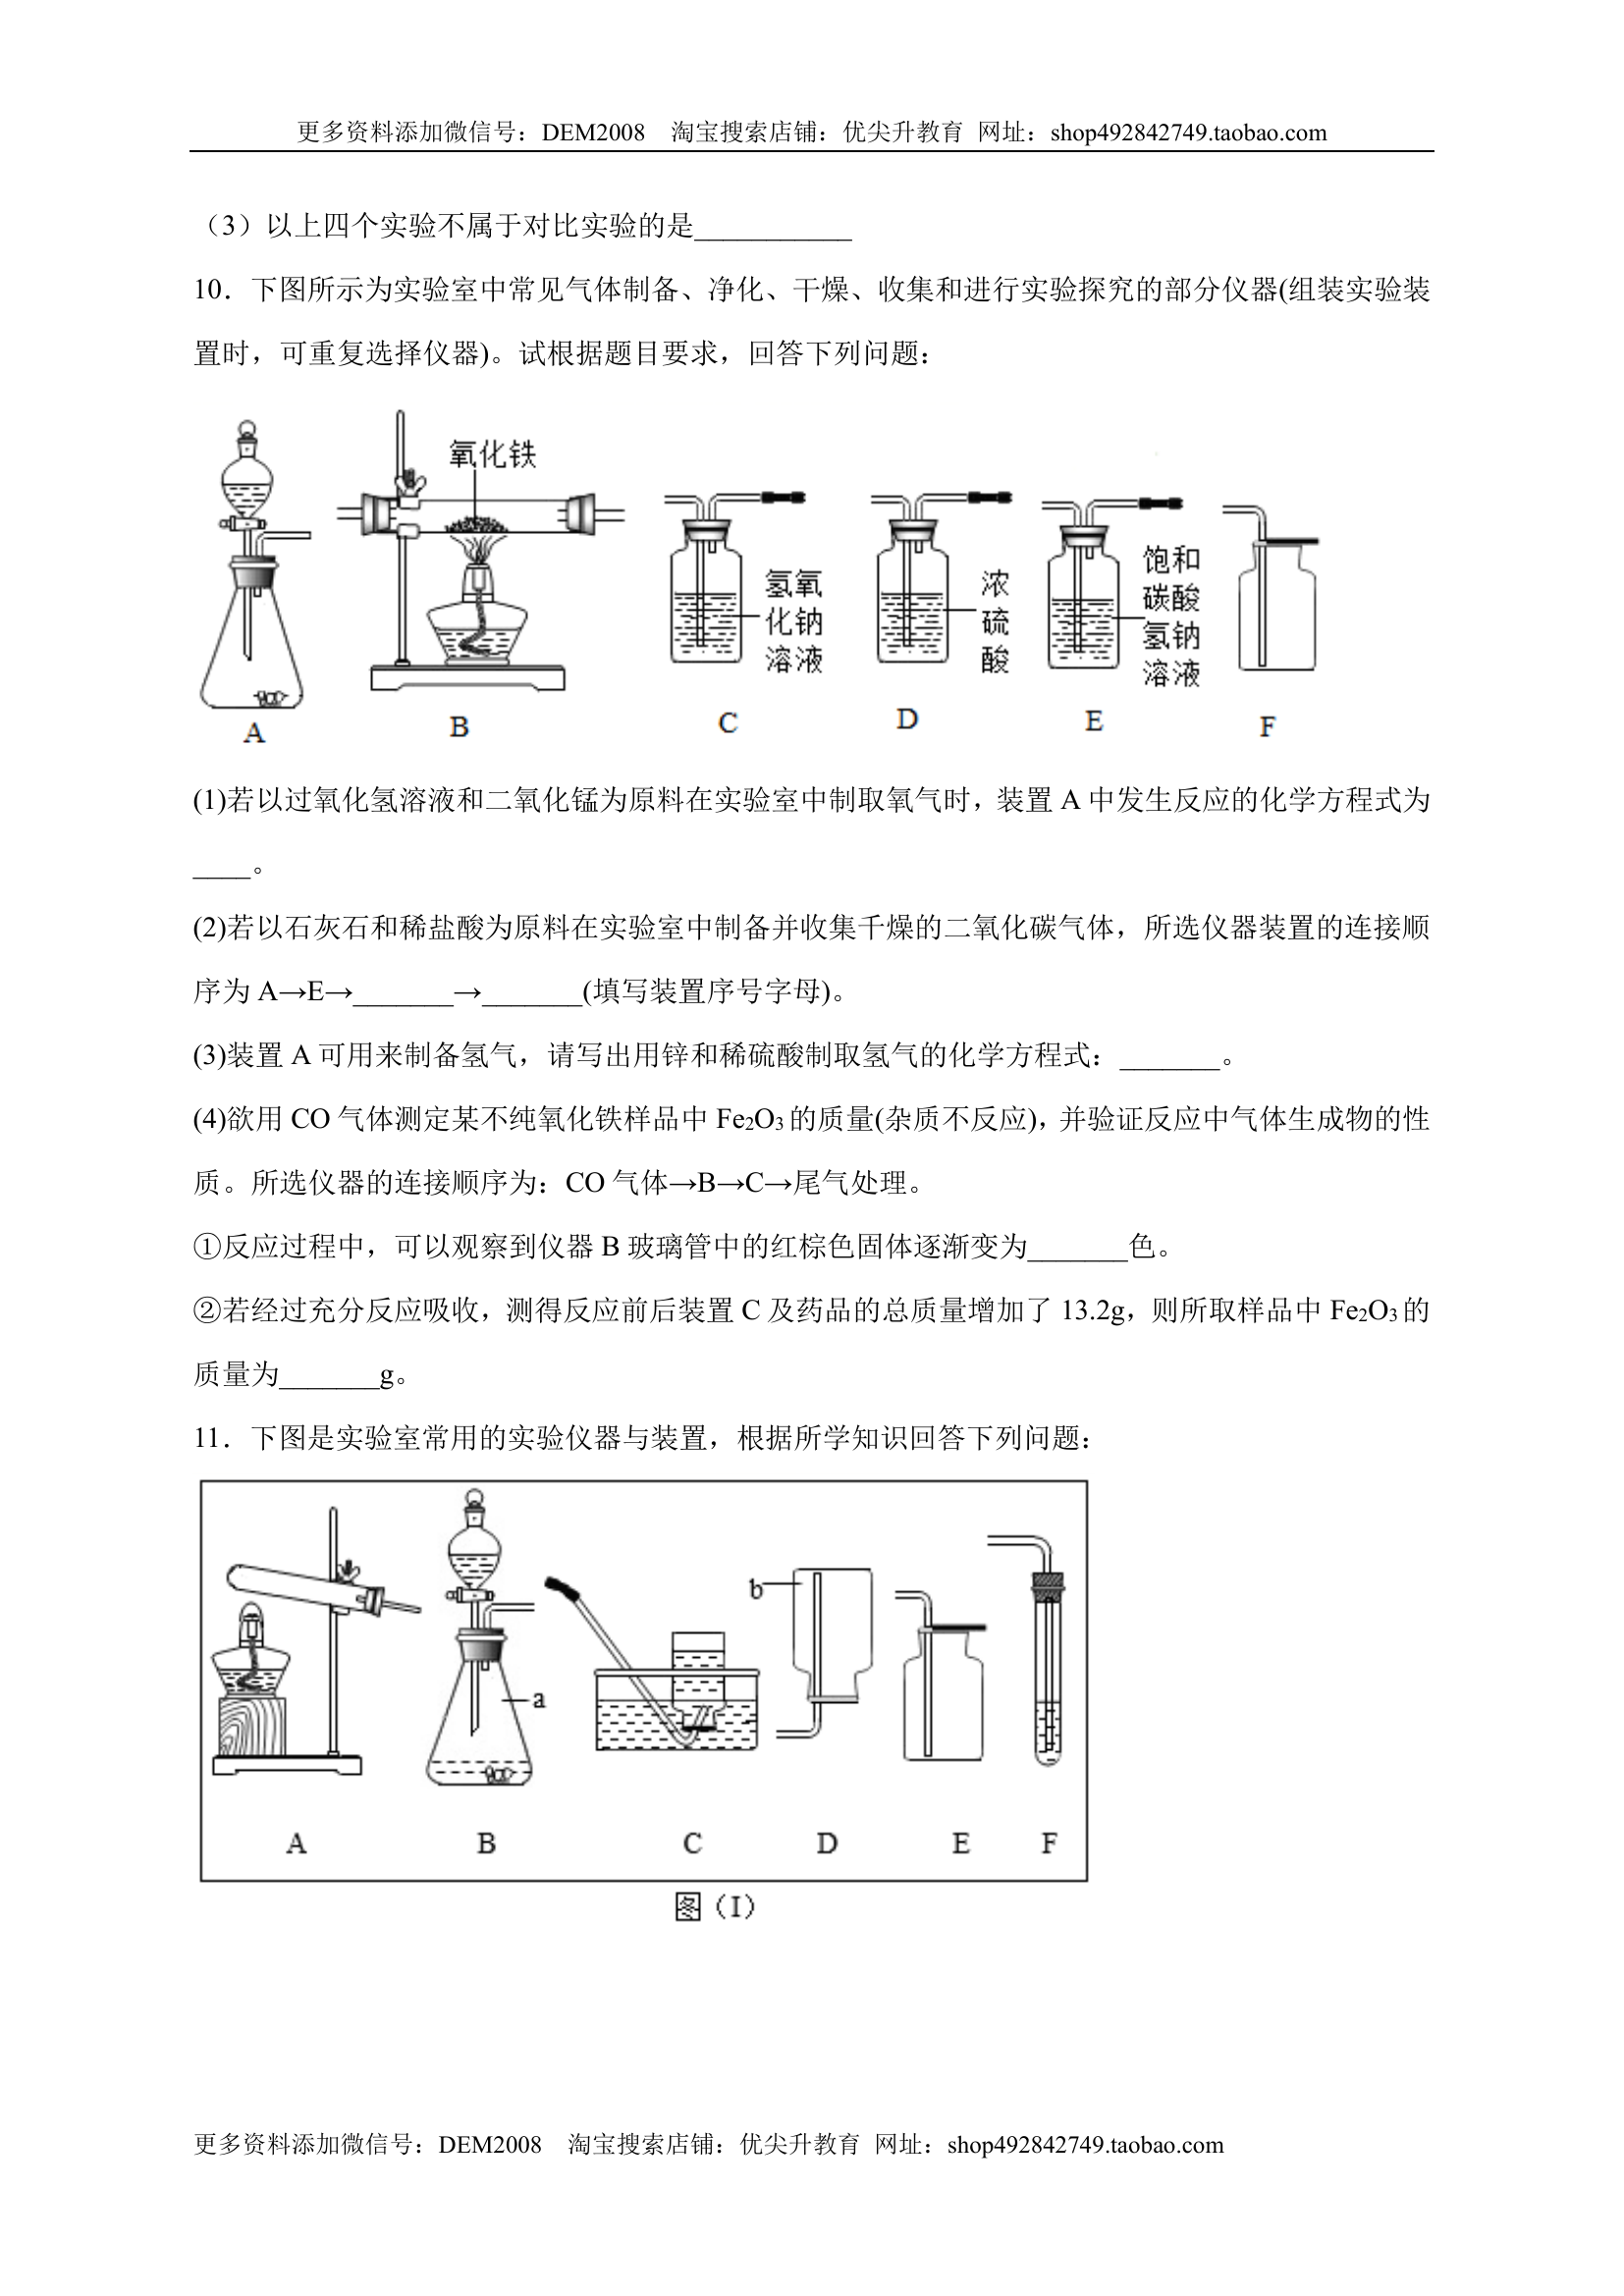 更多资料添加微信号：DEM2008 淘宝搜索店铺：优尖升教育 网址：shop492842749.taobao.com
（3）以上四个实验不属于对比实验的是___________
10．下图所示为实验室中常见气体制备、净化、干燥、收集和进行实验探究的部分仪器(组装实验装
置时，可重复选择仪器)。试根据题目要求，回答下列问题：
氧化铁
氢氧
化钠
溶液
浓
硫
酸
饱和
碳酸
氢钠
溶液
A B C D E F
(1)若以过氧化氢溶液和二氧化锰为原料在实验室中制取氧气时，装置 A 中发生反应的化学方程式为
____。
(2)若以石灰石和稀盐酸为原料在实验室中制备并收集干燥的二氧化碳气体，所选仪器装置的连接顺
序为 A→E→_______→_______(填写装置序号字母)。
(3)装置 A 可用来制备氢气，请写出用锌和稀硫酸制取氢气的化学方程式：_______。
(4)欲用 CO 气体测定某不纯氧化铁样品中 Fe₂O₃的质量(杂质不反应)，并验证反应中气体生成物的性
质。所选仪器的连接顺序为：CO 气体→B→C→尾气处理。
①反应过程中，可以观察到仪器 B 玻璃管中的红棕色固体逐渐变为_______色。
②若经过充分反应吸收，测得反应前后装置 C 及药品的总质量增加了 13.2g，则所取样品中 Fe₂O₃的
质量为_______g。
11．下图是实验室常用的实验仪器与装置，根据所学知识回答下列问题：
b
a
A B C D E F
图（I）
更多资料添加微信号：DEM2008 淘宝搜索店铺：优尖升教育 网址：shop492842749.taobao.com